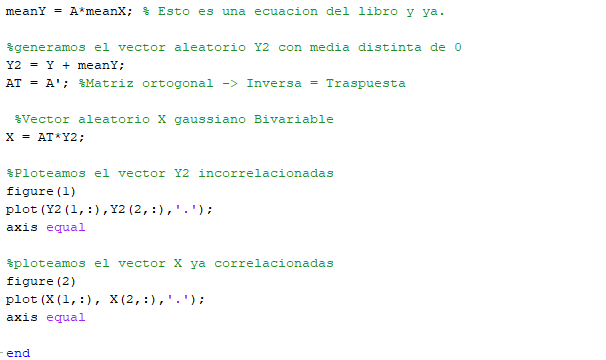 meanY = A*meanX; % Esto es una ecuacion del libro y ya.
%generamos el vector aleatorio Y2 con media distinta de 0
Y2 = Y + meanY;
AT = A'; %Matriz ortogonal -> Inversa = Traspuesta
%Vector aleatorio X gaussiano Bivariable
X = AT*Y2;
%Ploteamos el vector Y2 incorrelacionadas
figure(1)
plot(Y2(1,:),Y2(2,:),'.');
axis equal
%ploteamos el vector X ya correlacionadas
figure(2)
plot(X(1,:), X(2,:),'.');
axis equal
end